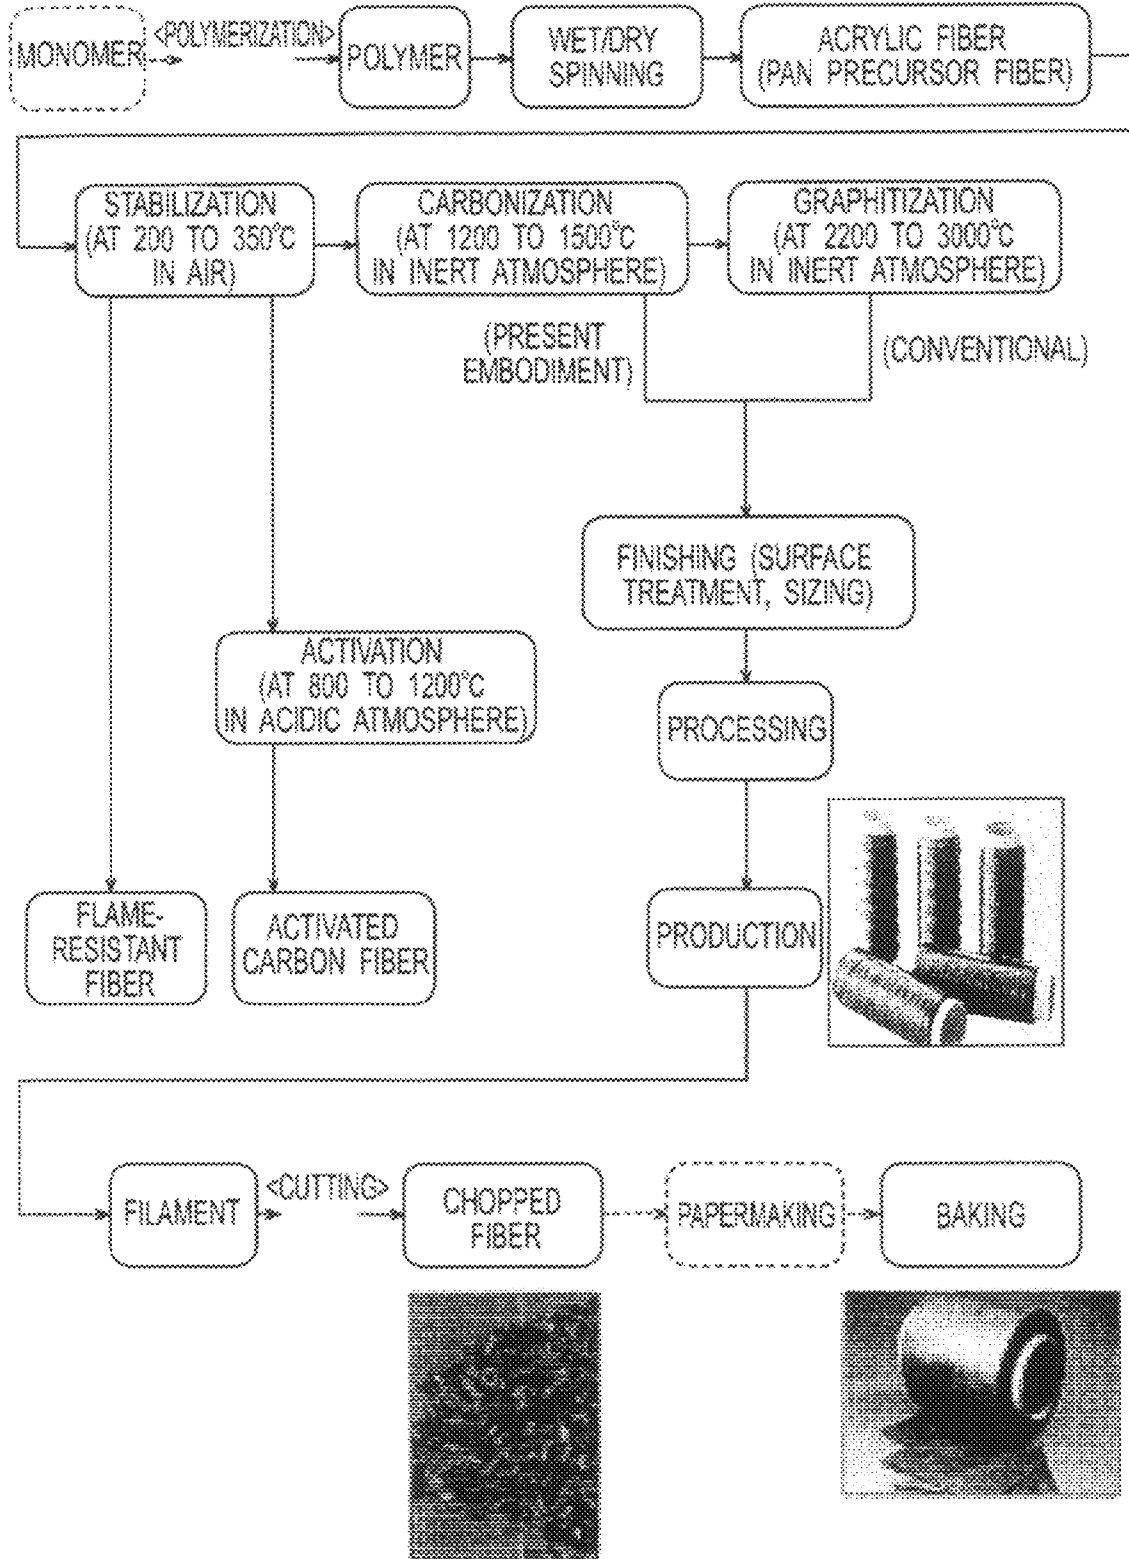 MONOMER
<POLYMERIZATION>
POLYMER
WET/DRY
SPINNING
ACRYLIC FIBER
(PAN PRECURSOR FIBER)
STABILIZATION
(AT 200 TO 350°C
IN AIR)
CARBONIZATION
(AT 1200 TO 1500°C
IN INERT ATMOSPHERE)
GRAPHITIZATION
(AT 2200 TO 3000°C
IN INERT ATMOSPHERE)
(PRESENT
EMBODIMENT)
(CONVENTIONAL)
FINISHING (SURFACE
TREATMENT, SIZING)
ACTIVATION
(AT 800 TO 1200°C
IN ACIDIC ATMOSPHERE)
PROCESSING
FLAME-
RESISTANT
FIBER
ACTIVATED
CARBON FIBER
PRODUCTION
FILAMENT
<CUTTING>
CHOPPED
FIBER
PAPERMAKING
BAKING